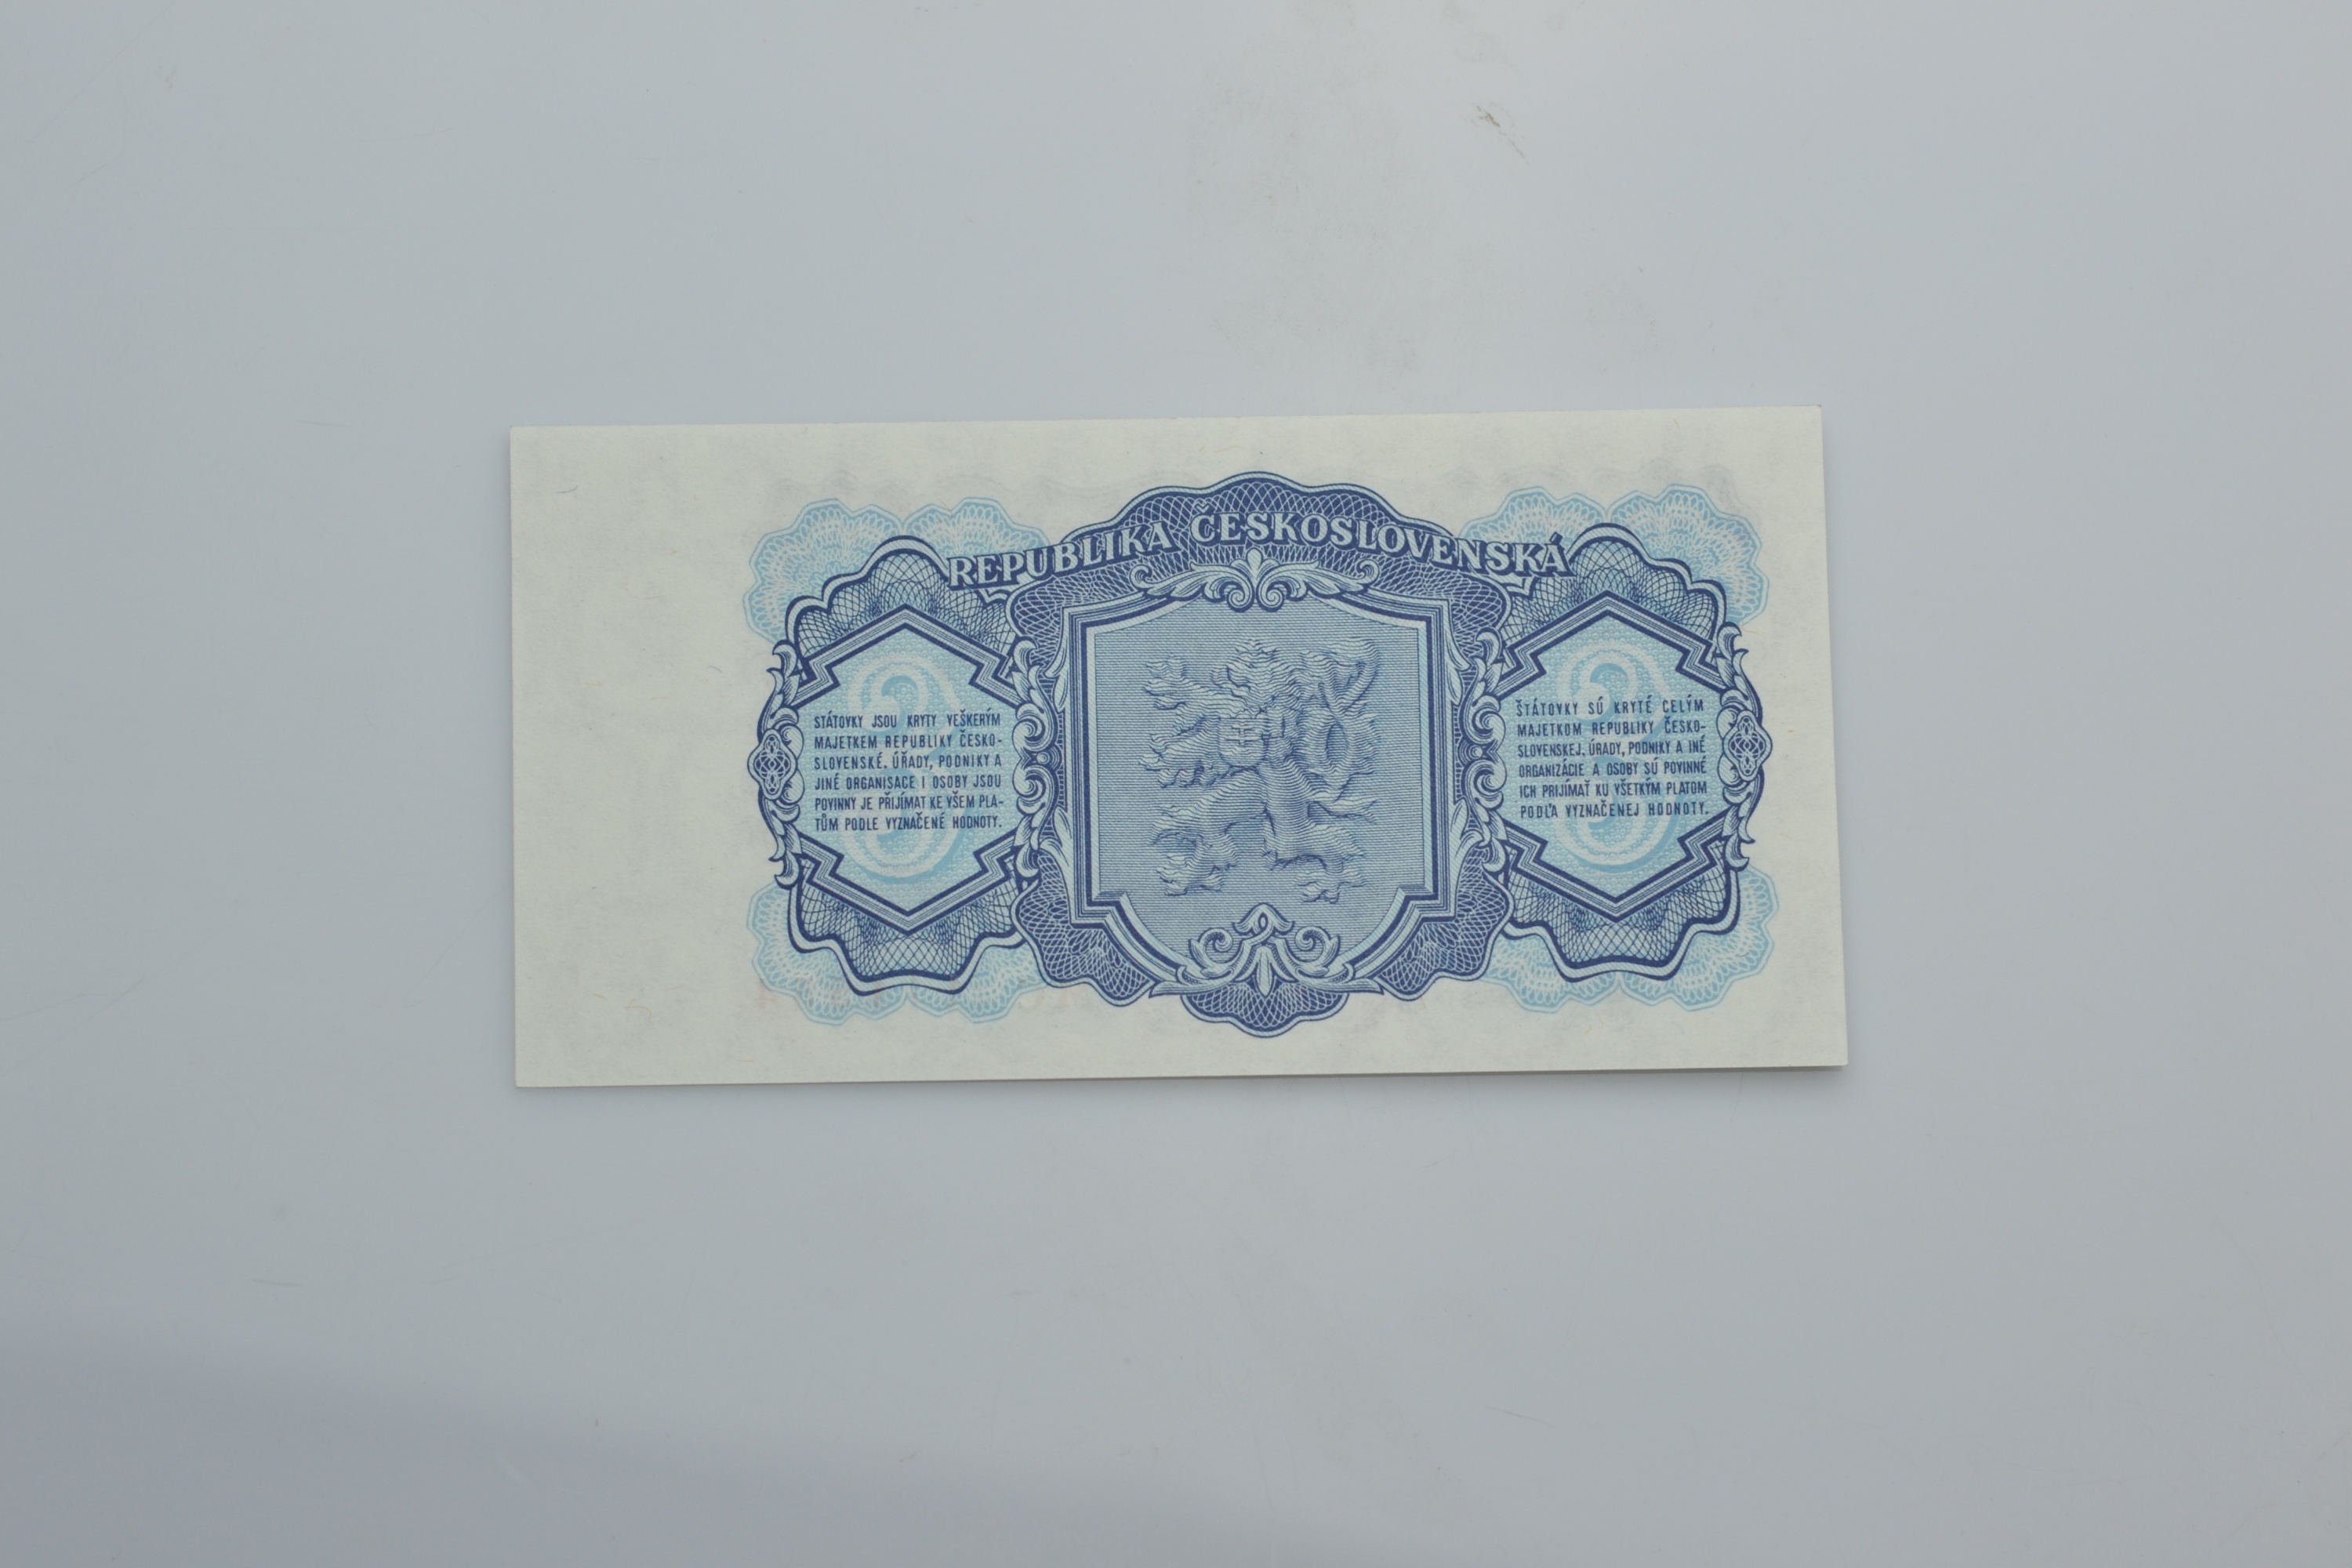 REPUBLIKA ČESKOSLOVENSKÁ
3
STÁTOVKY JSOU KRYTY VEŠKERÝM
MAJETKEM REPUBLIKY ČESKO-
SLOVENSKÉ. ÚŘADY, PODNIKY A
JINÉ ORGANISACE I OSOBY JSOU
POVINNY JE PŘIJÍMAT KE VŠEM PLA-
TŮM PODLE VYZNAČENÉ HODNOTY.
3
ŠTÁTOVKY SÚ KRYTÉ CELÝM
MAJETKOM REPUBLIKY ČESKO-
SLOVENSKEJ. ÚRADY, PODNIKY A INÉ
ORGANIZÁCIE A OSOBY SÚ POVINNÉ
ICH PRIJÍMAŤ KU VŠETKÝM PLATOM
PODĽA VYZNAČENEJ HODNOTY.